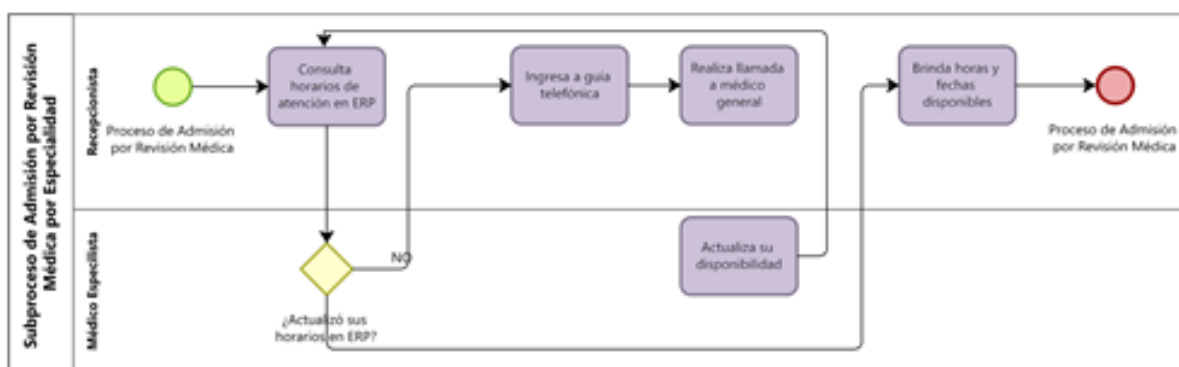 Subproceso de Admisión por Revisión
Médica por Especialidad
Recepcionista
Consulta
horarios de
atención en ERP
Ingresa a guía
telefónica
Realiza llamada
a médico
general
Brinda horas y
fechas
disponibles
Proceso de Admisión
por Revisión Médica
Proceso de Admisión
por Revisión Médica
Médico Especilista
NO
Actualiza su
disponibilidad
¿Actualizó sus
horarios en ERP?